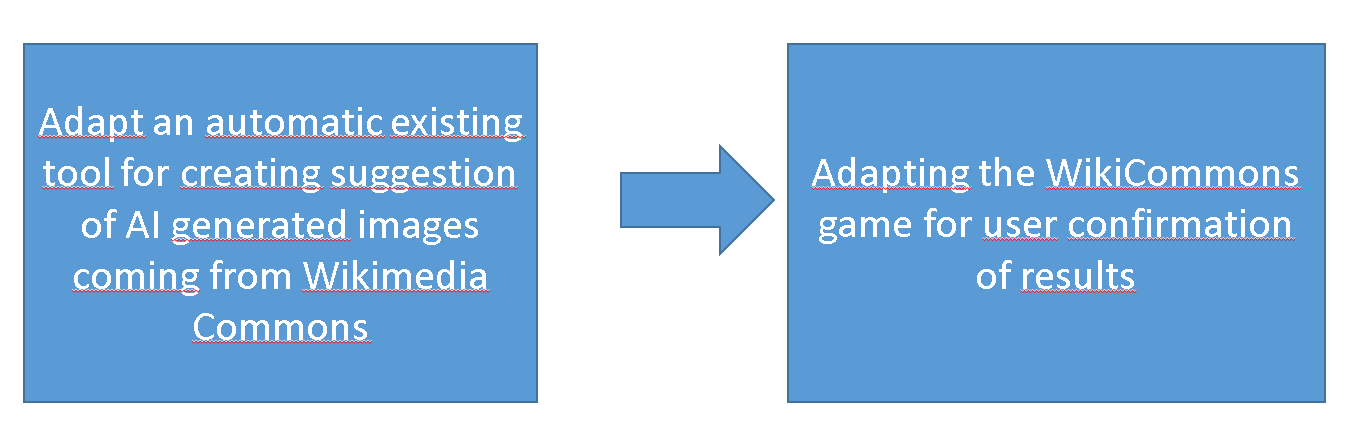 Adapt an automatic existing
tool for creating suggestion
of AI generated images
coming from Wikimedia
Commons
Adapting the WikiCommons
game for user confirmation
of results